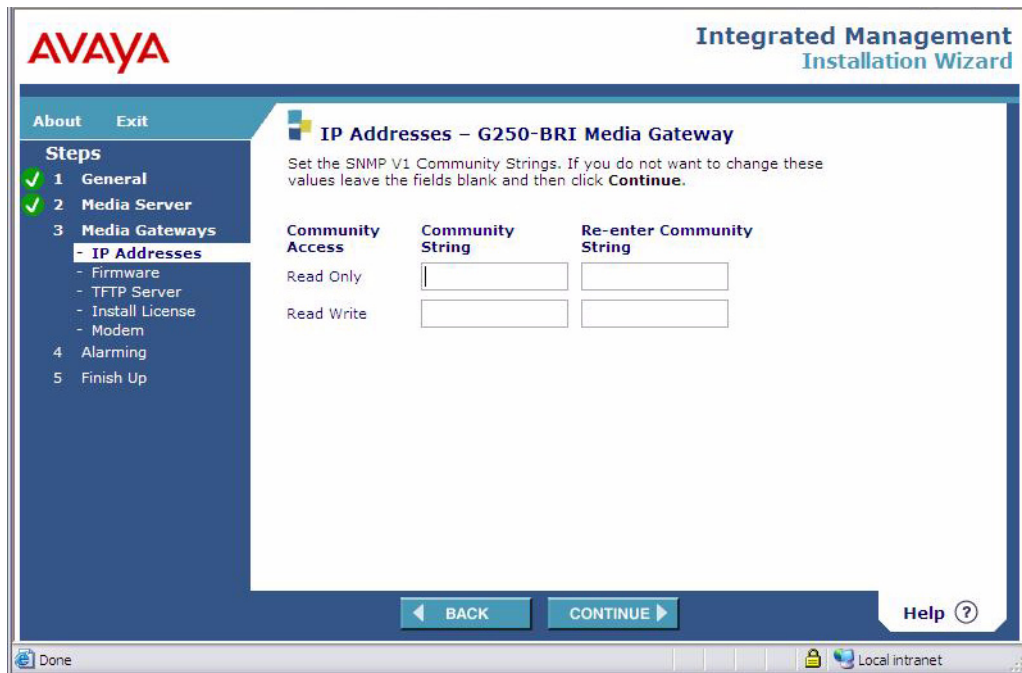 AVAYA
Integrated Management
Installation Wizard
About Exit
Steps
1 General
2 Media Server
3 Media Gateways
- IP Addresses
- Firmware
- TFTP Server
- Install License
- Modem
4 Alarming
5 Finish Up
IP Addresses – G250-BRI Media Gateway
Set the SNMP V1 Community Strings. If you do not want to change these
values leave the fields blank and then click Continue.
Community Access Community String Re-enter Community String
Read Only
Read Write
BACK CONTINUE
Help ?
Done Local intranet